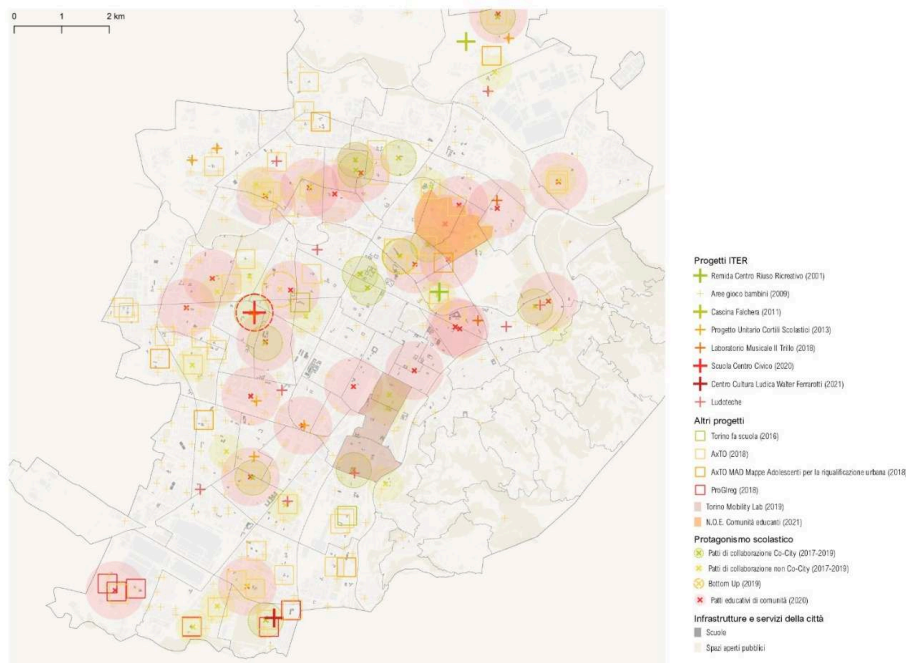 0 1 2 km
Progetti ITER
Remida Centro Riuso Ricreativo (2001)
Aree gioco bambini (2009)
Cascina Falchera (2011)
Progetto Unitario Cortili Scolastici (2013)
Laboratorio Musicale Il Trillo (2018)
Scuola Centro Civico (2020)
Centro Cultura Ludica Walter Ferrarotti (2021)
Ludoteche
Altri progetti
Torino fa scuola (2016)
AxTO (2018)
AxTO MAD Mappe Adolescenti per la riqualificazione urbana (2018)
ProGIreg (2018)
Torino Mobility Lab (2019)
N.O.E. Comunità educanti (2021)
Protagonismo scolastico
Patti di collaborazione Co-City (2017-2019)
Patti di collaborazione non Co-City (2017-2019)
Bottom Up (2019)
Patti educativi di comunità (2020)
Infrastrutture e servizi della città
Scuole
Spazi aperti pubblici